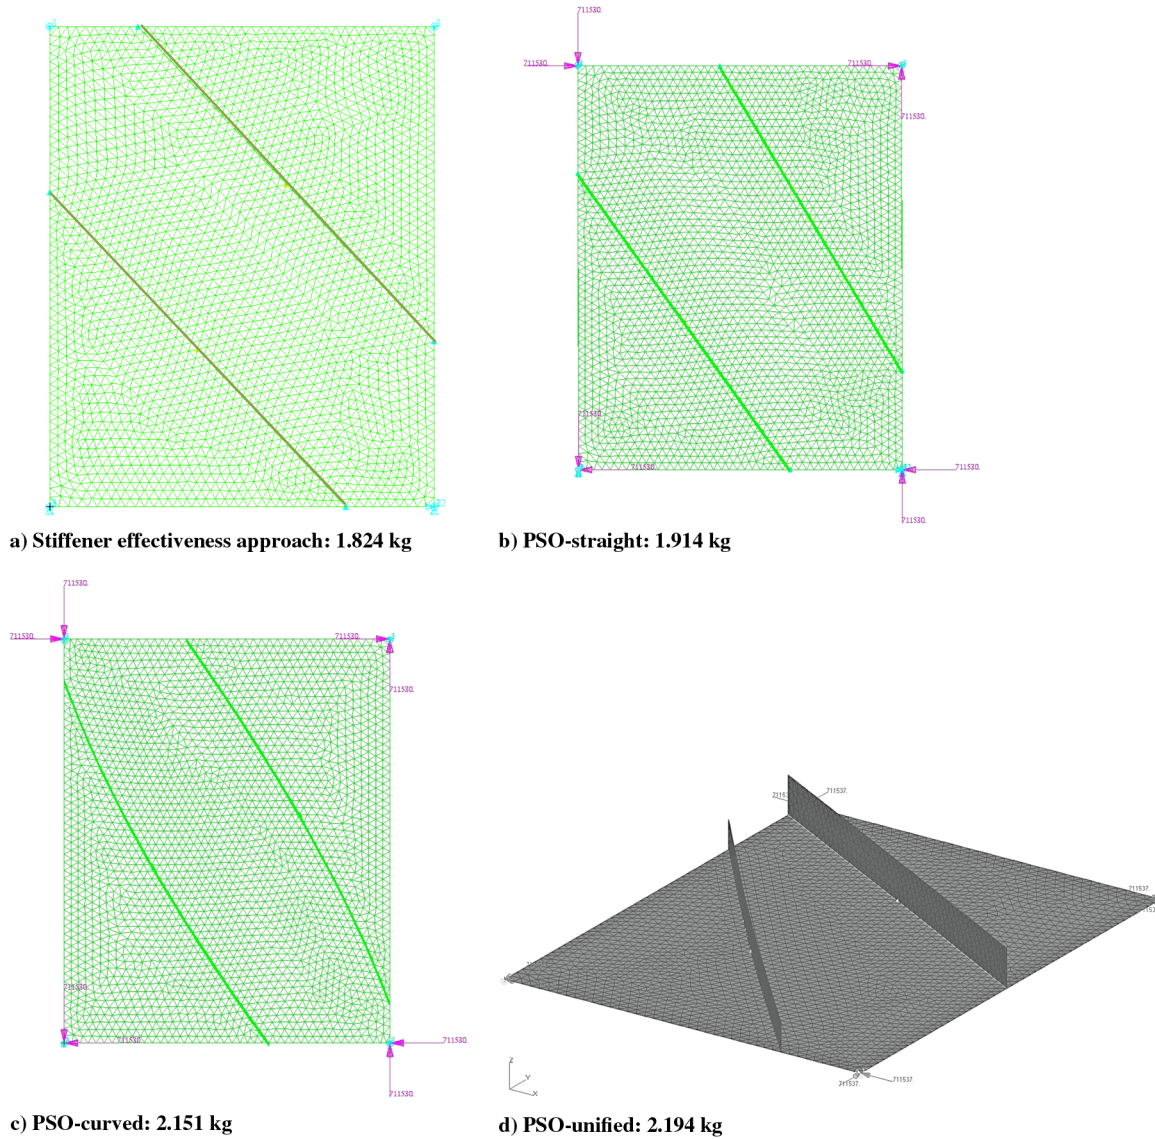 711530.
711530. 711530.
711530.
711530.
711530. 711530.
711530.
a) Stiffener effectiveness approach: 1.824 kg
b) PSO-straight: 1.914 kg
711530.
711530. 711530.
711530.
711530.
711530. 711530.
711530.
711537.
711537.
Z
Y
X
711537. 711537.
c) PSO-curved: 2.151 kg
d) PSO-unified: 2.194 kg